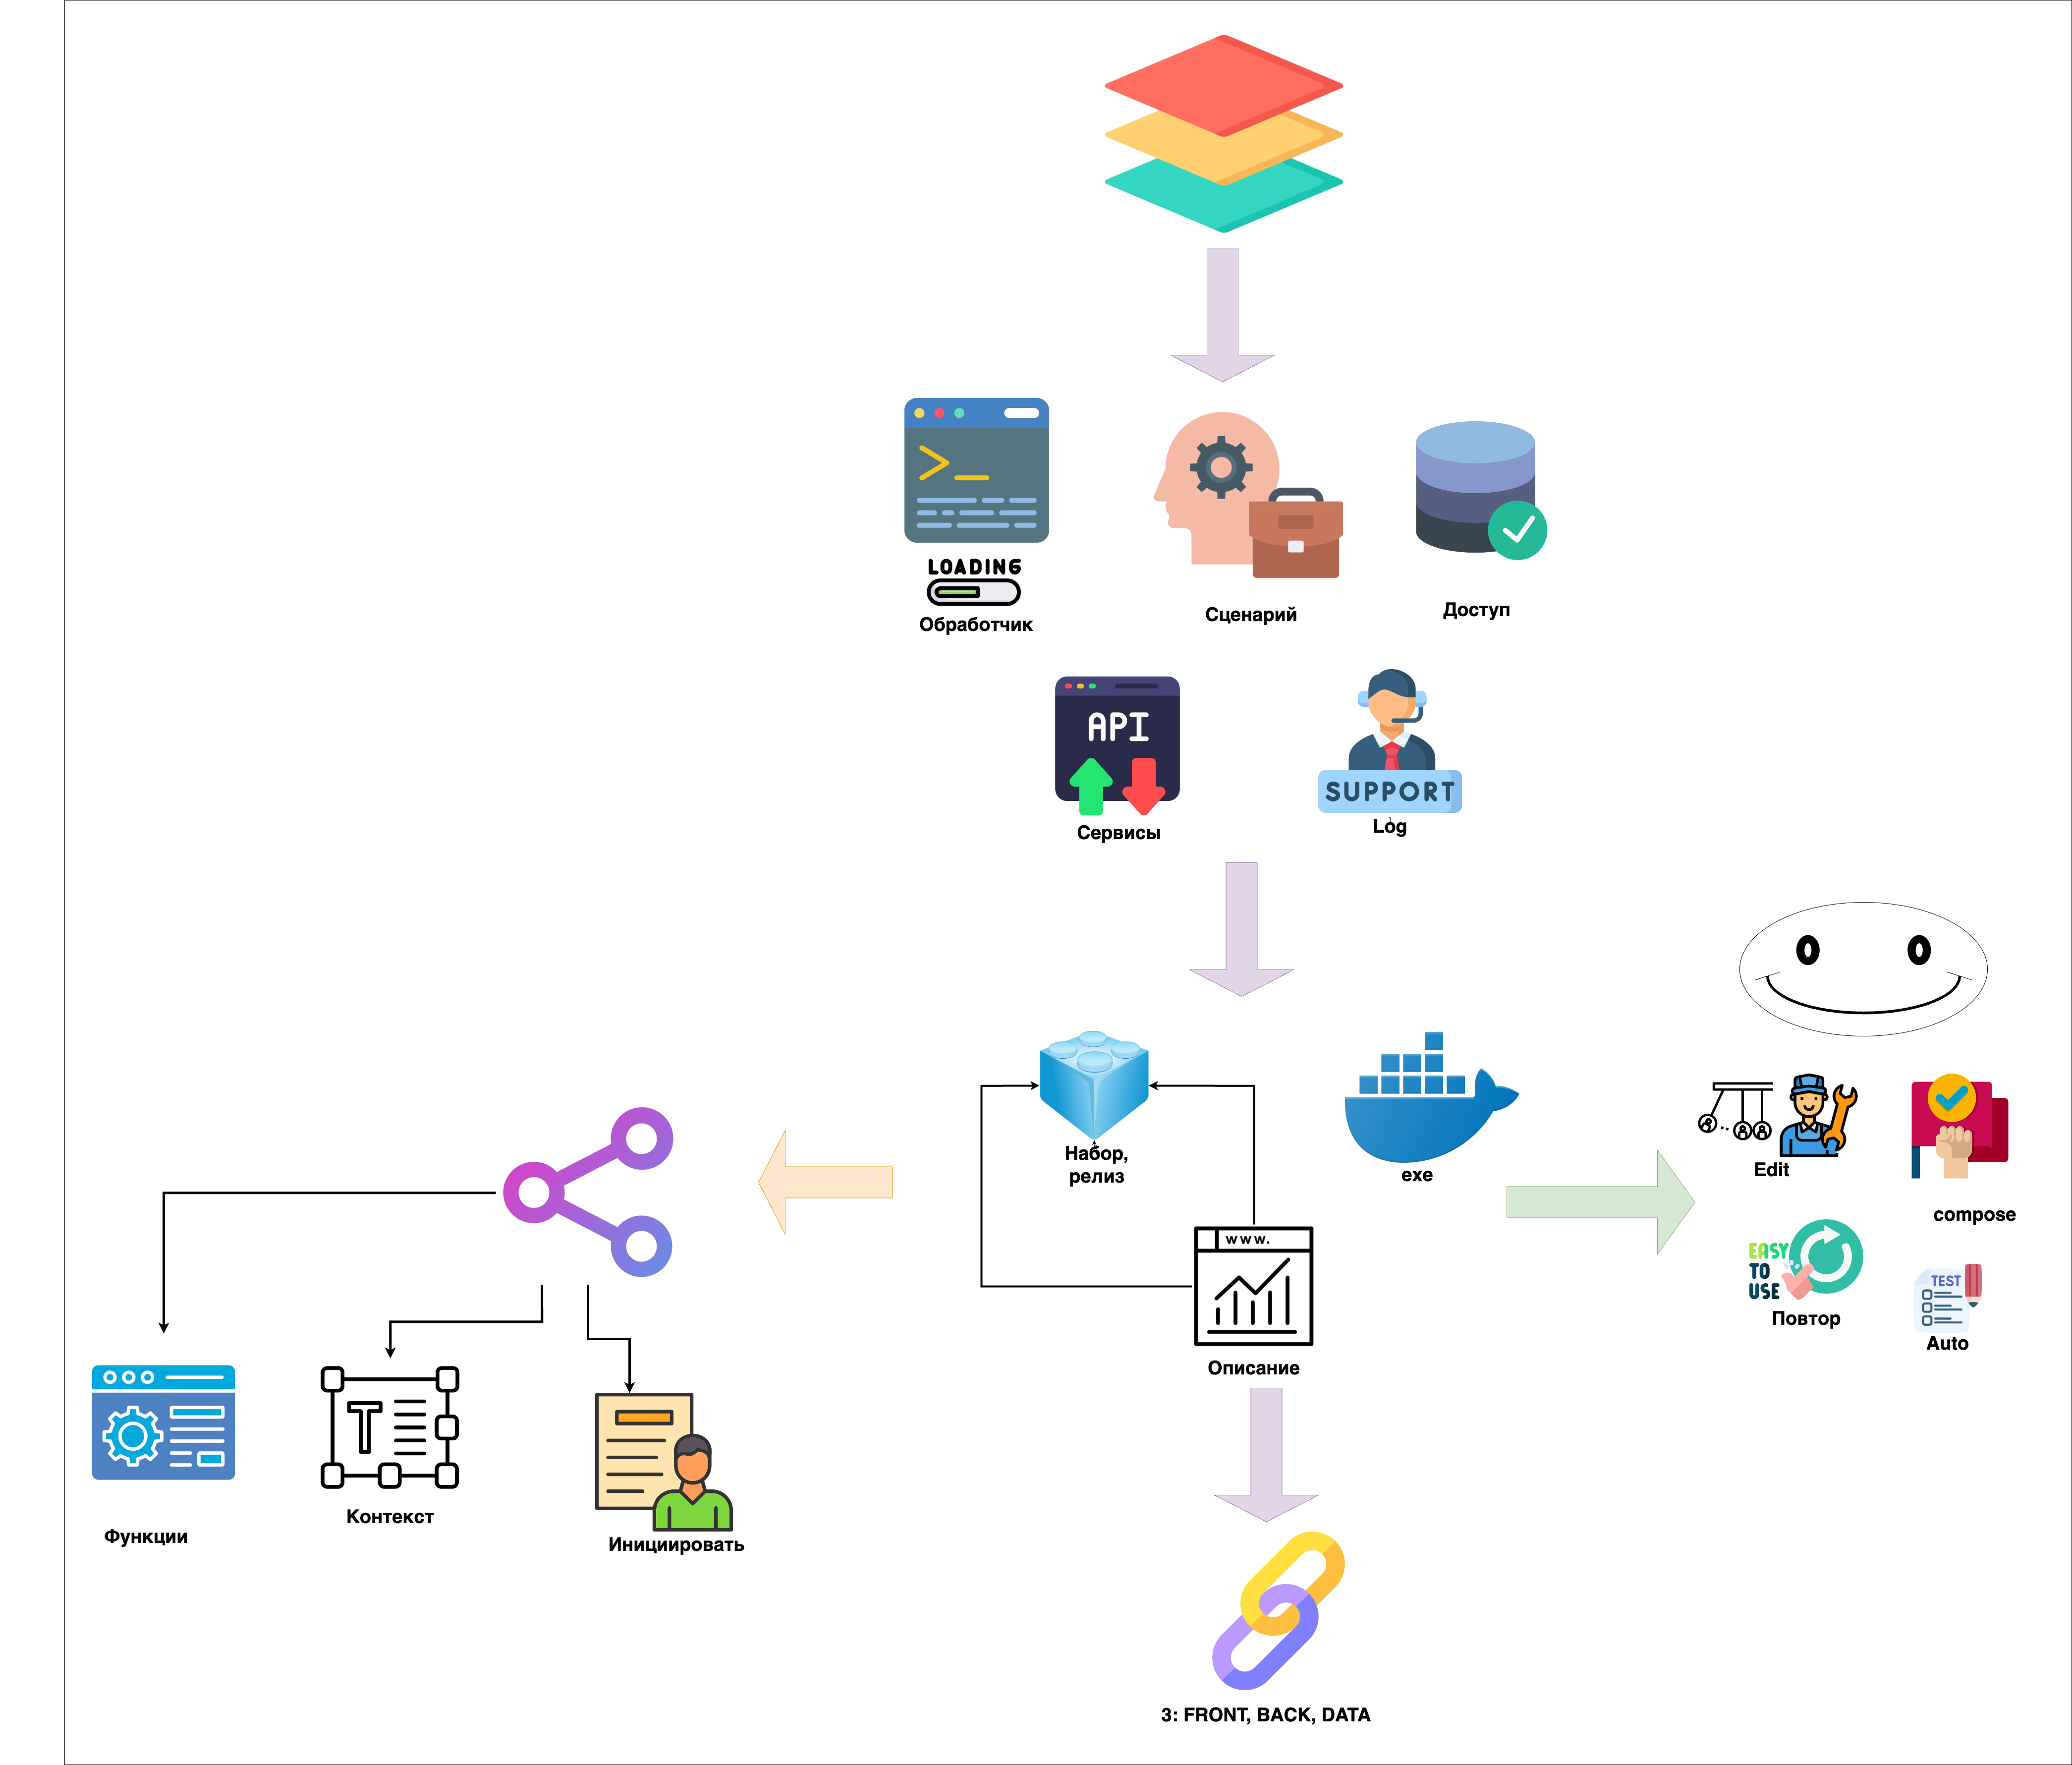 LOADING
Обработчик
Сценарий
Доступ
API
Сервисы
SUPPORT
Log
Набор,
релиз
exe
www.
Описание
Edit
compose
EASY
TO
USE
Повтор
TEST
Auto
T
Функции
Контекст
Инициировать
3: FRONT, BACK, DATA